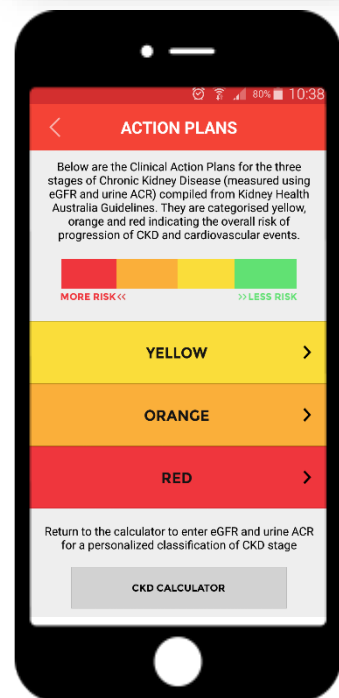 80% 10:38
ACTION PLANS
Below are the Clinical Action Plans for the three
stages of Chronic Kidney Disease (measured using
eGFR and urine ACR) compiled from Kidney Health
Australia Guidelines. They are categorised yellow,
orange and red indicating the overall risk of
progression of CKD and cardiovascular events.
MORE RISK<< >>LESS RISK
YELLOW
ORANGE
RED
Return to the calculator to enter eGFR and urine ACR
for a personalized classification of CKD stage
CKD CALCULATOR